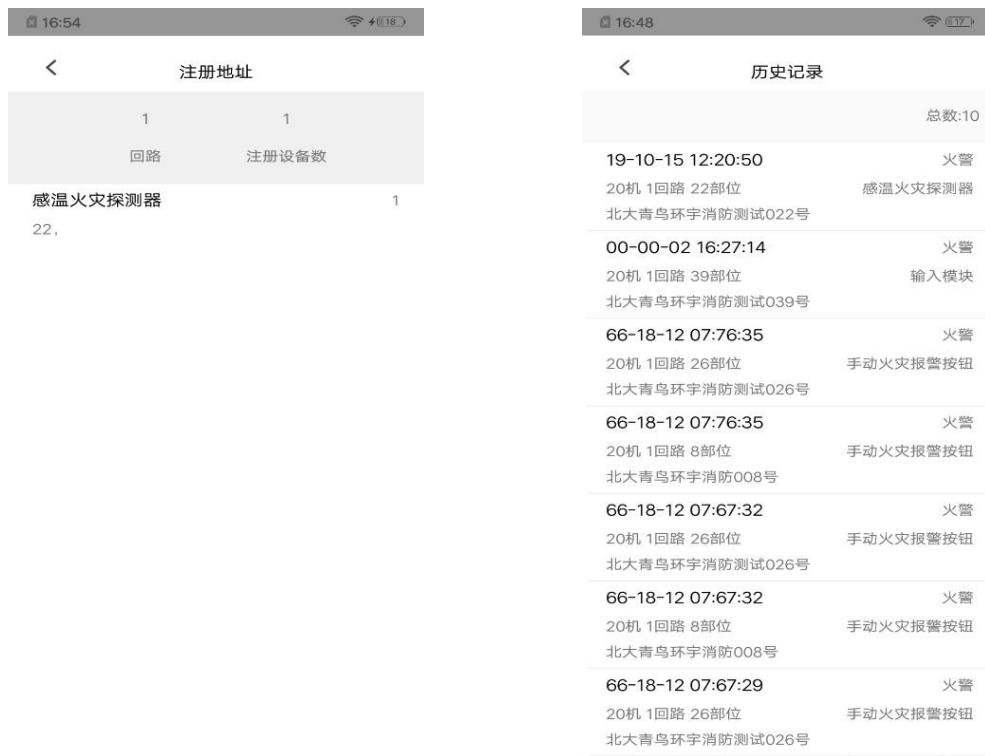 16:54
18
注册地址
1 1
回路 注册设备数
感温火灾探测器 1
22,
16:48
17
历史记录
总数:10
19-10-15 12:20:50 火警
20机 1回路 22部位 感温火灾探测器
北大青鸟环宇消防测试022号
00-00-02 16:27:14 火警
20机 1回路 39部位 输入模块
北大青鸟环宇消防测试039号
66-18-12 07:76:35 火警
20机 1回路 26部位 手动火灾报警按钮
北大青鸟环宇消防测试026号
66-18-12 07:76:35 火警
20机 1回路 8部位 手动火灾报警按钮
北大青鸟环宇消防008号
66-18-12 07:67:32 火警
20机 1回路 26部位 手动火灾报警按钮
北大青鸟环宇消防测试026号
66-18-12 07:67:32 火警
20机 1回路 8部位 手动火灾报警按钮
北大青鸟环宇消防008号
66-18-12 07:67:29 火警
20机 1回路 26部位 手动火灾报警按钮
北大青鸟环宇消防测试026号